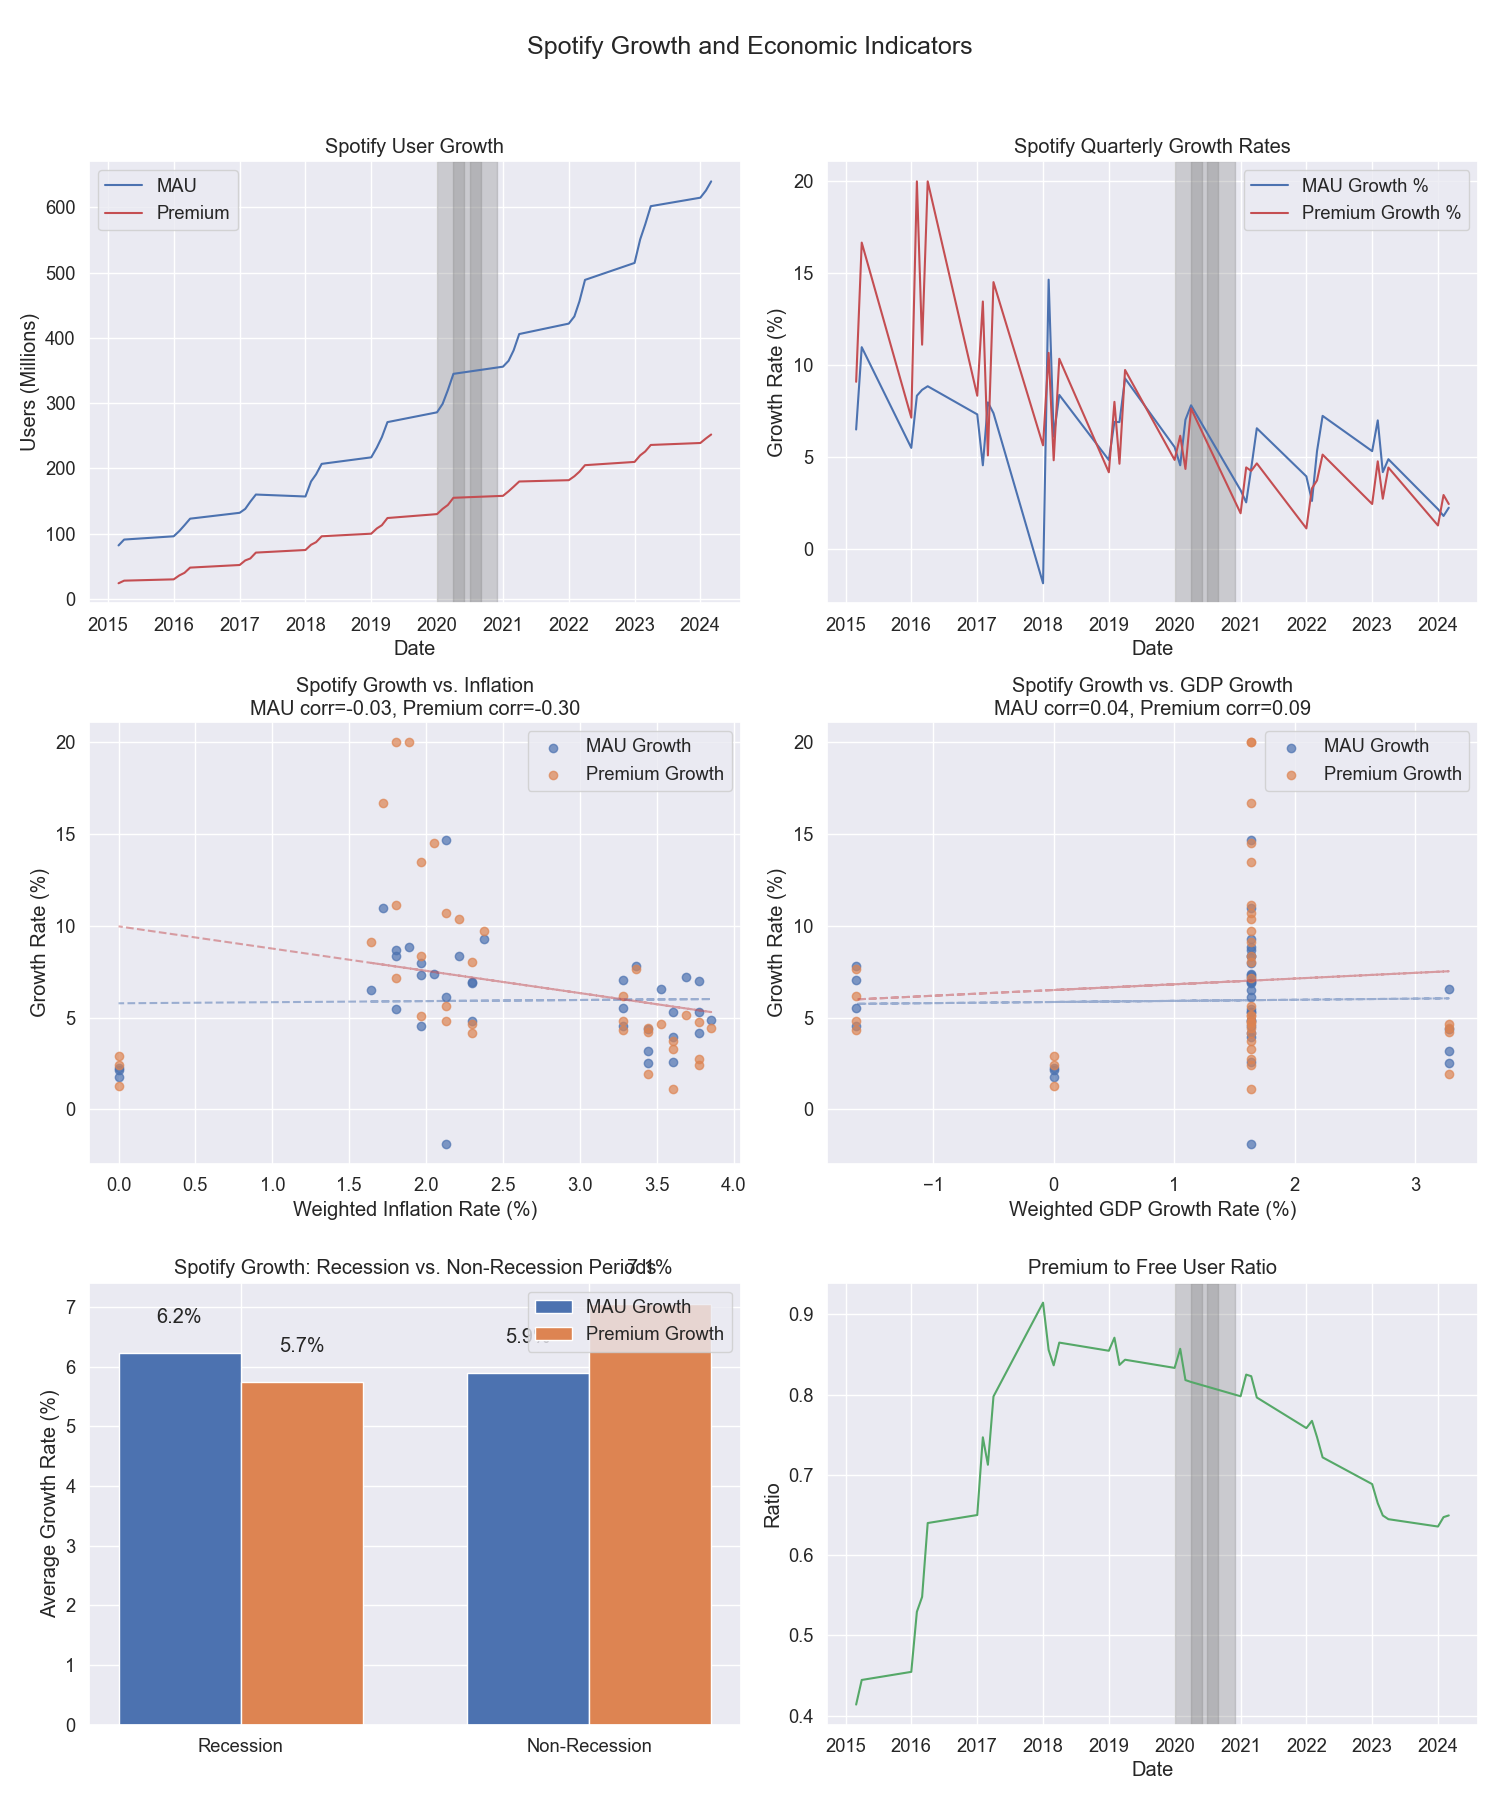 Spotify Growth and Economic Indicators
Spotify User Growth
MAU
Premium
Users (Millions)
600
500
400
300
200
100
0
2015 2016 2017 2018 2019 2020 2021 2022 2023 2024
Date
Spotify Quarterly Growth Rates
MAU Growth %
Premium Growth %
Growth Rate (%)
20
15
10
5
0
2015 2016 2017 2018 2019 2020 2021 2022 2023 2024
Date
Spotify Growth vs. Inflation
MAU corr=-0.03, Premium corr=-0.30
MAU Growth
Premium Growth
Growth Rate (%)
20
15
10
5
0
0.0 0.5 1.0 1.5 2.0 2.5 3.0 3.5 4.0
Weighted Inflation Rate (%)
Spotify Growth vs. GDP Growth
MAU corr=0.04, Premium corr=0.09
MAU Growth
Premium Growth
Growth Rate (%)
20
15
10
5
0
−1 0 1 2 3
Weighted GDP Growth Rate (%)
Spotify Growth: Recession vs. Non-Recession Periods
7.1%
MAU Growth
Premium Growth
6.2%
5.7%
Average Growth Rate (%)
7
6
5
4
3
2
1
0
Recession Non-Recession
Premium to Free User Ratio
Ratio
0.9
0.8
0.7
0.6
0.5
0.4
2015 2016 2017 2018 2019 2020 2021 2022 2023 2024
Date